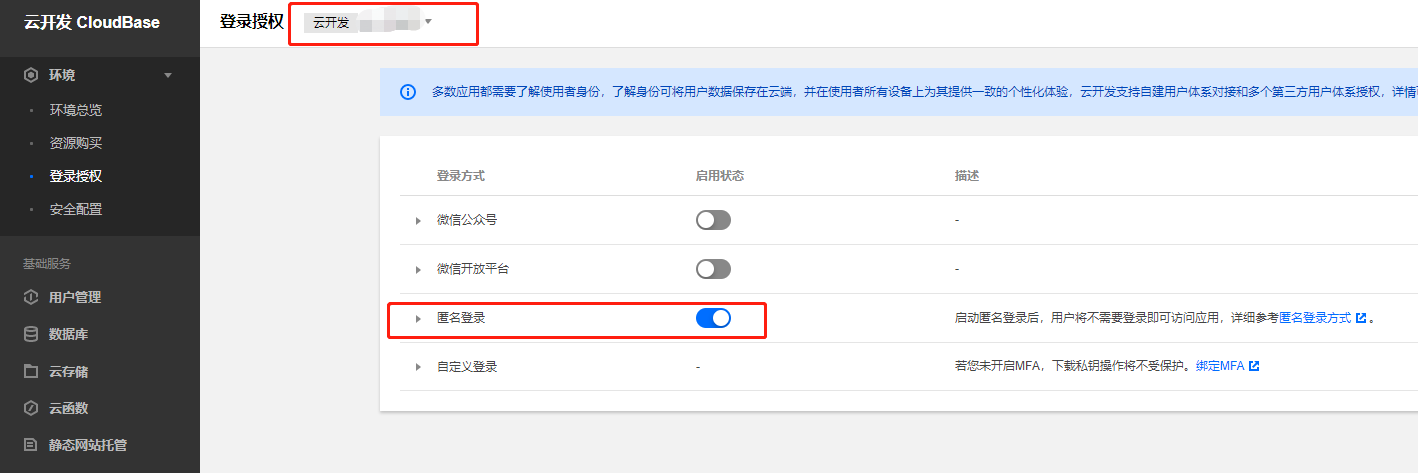 云开发 CloudBase
登录授权 云开发
环境
环境总览
资源购买
登录授权
安全配置
基础服务
用户管理
数据库
云存储
云函数
静态网站托管
多数应用都需要了解使用者身份，了解身份可将用户数据保存在云端，并在使用者所有设备上为其提供一致的个性化体验，云开发支持自建用户体系对接和多个第三方用户体系授权，详情
登录方式 启用状态 描述
微信公众号 -
微信开放平台 -
匿名登录 启动匿名登录后，用户将不需要登录即可访问应用，详细参考匿名登录方式 。
自定义登录 - 若您未开启MFA，下载私钥操作将不受保护。绑定MFA